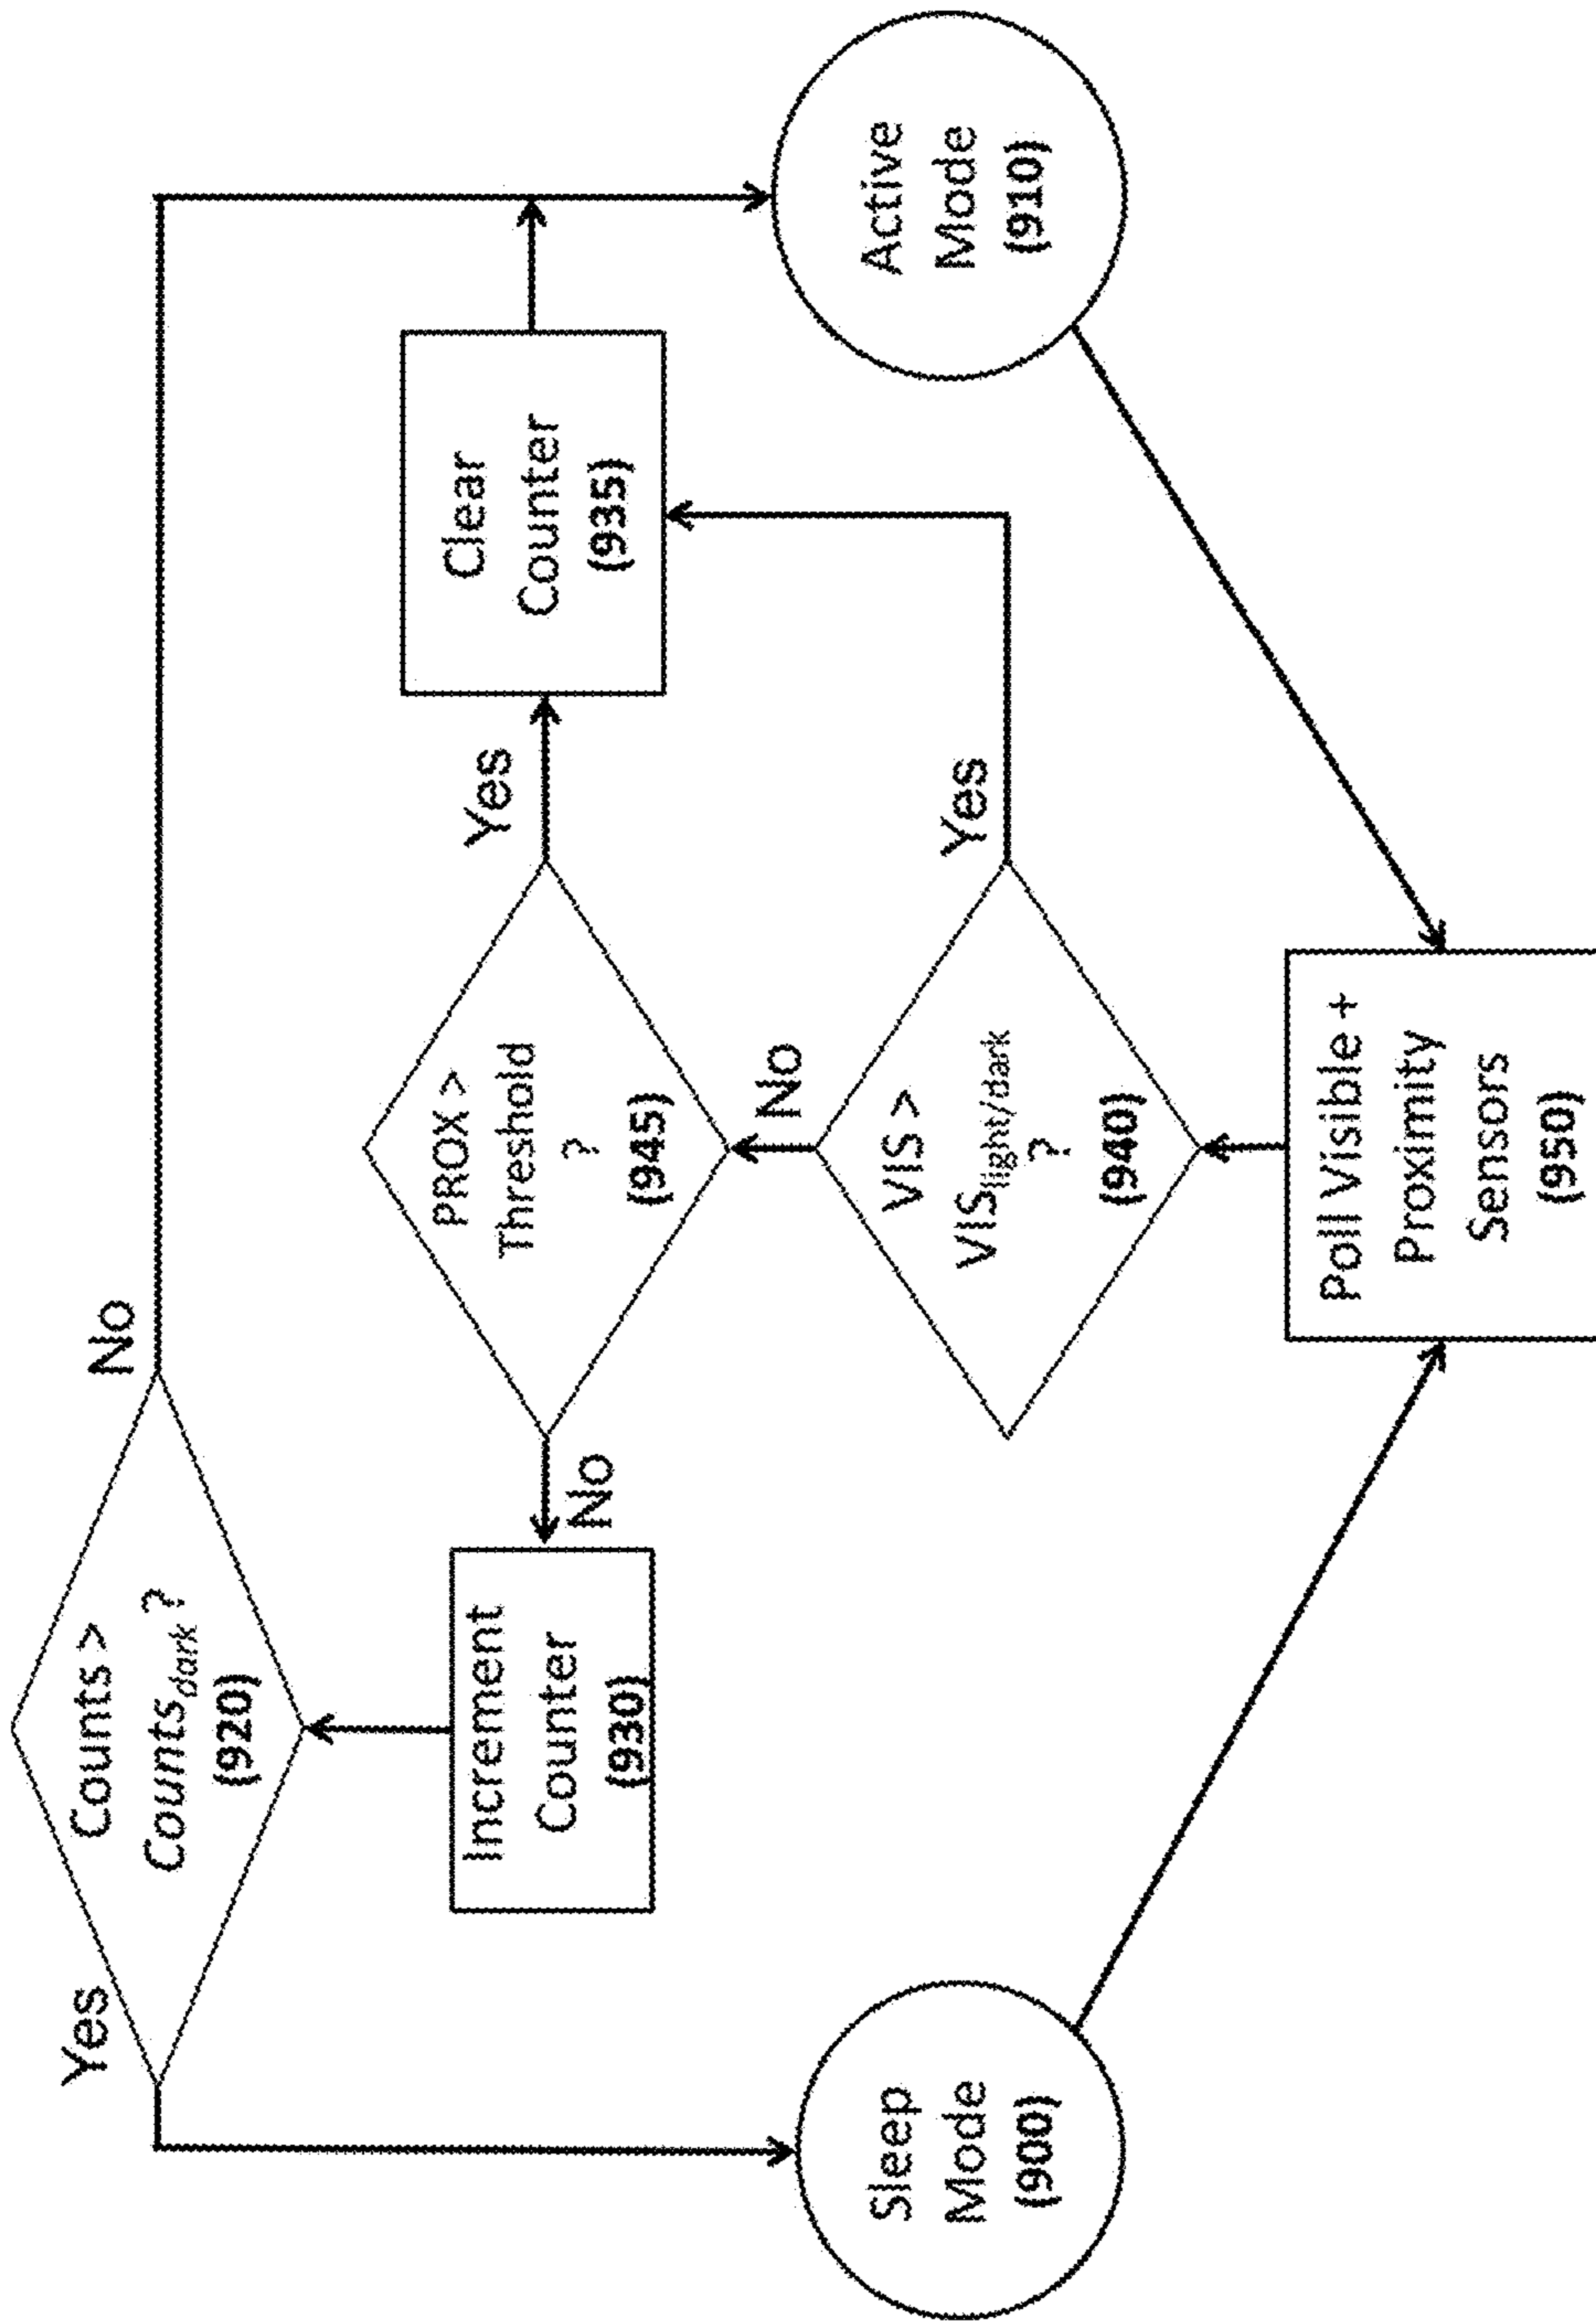 Yes
Counts >
Counts_dark?
(920)
No
Increment
Counter
(930)
No
PROX >
Threshold
?
(945)
Yes
Clear
Counter
(935)
No
Sleep
Mode
(900)
VIS >
VIS_light/dark
?
(940)
Yes
Active
Mode
(910)
Poll Visible +
Proximity
Sensors
(950)